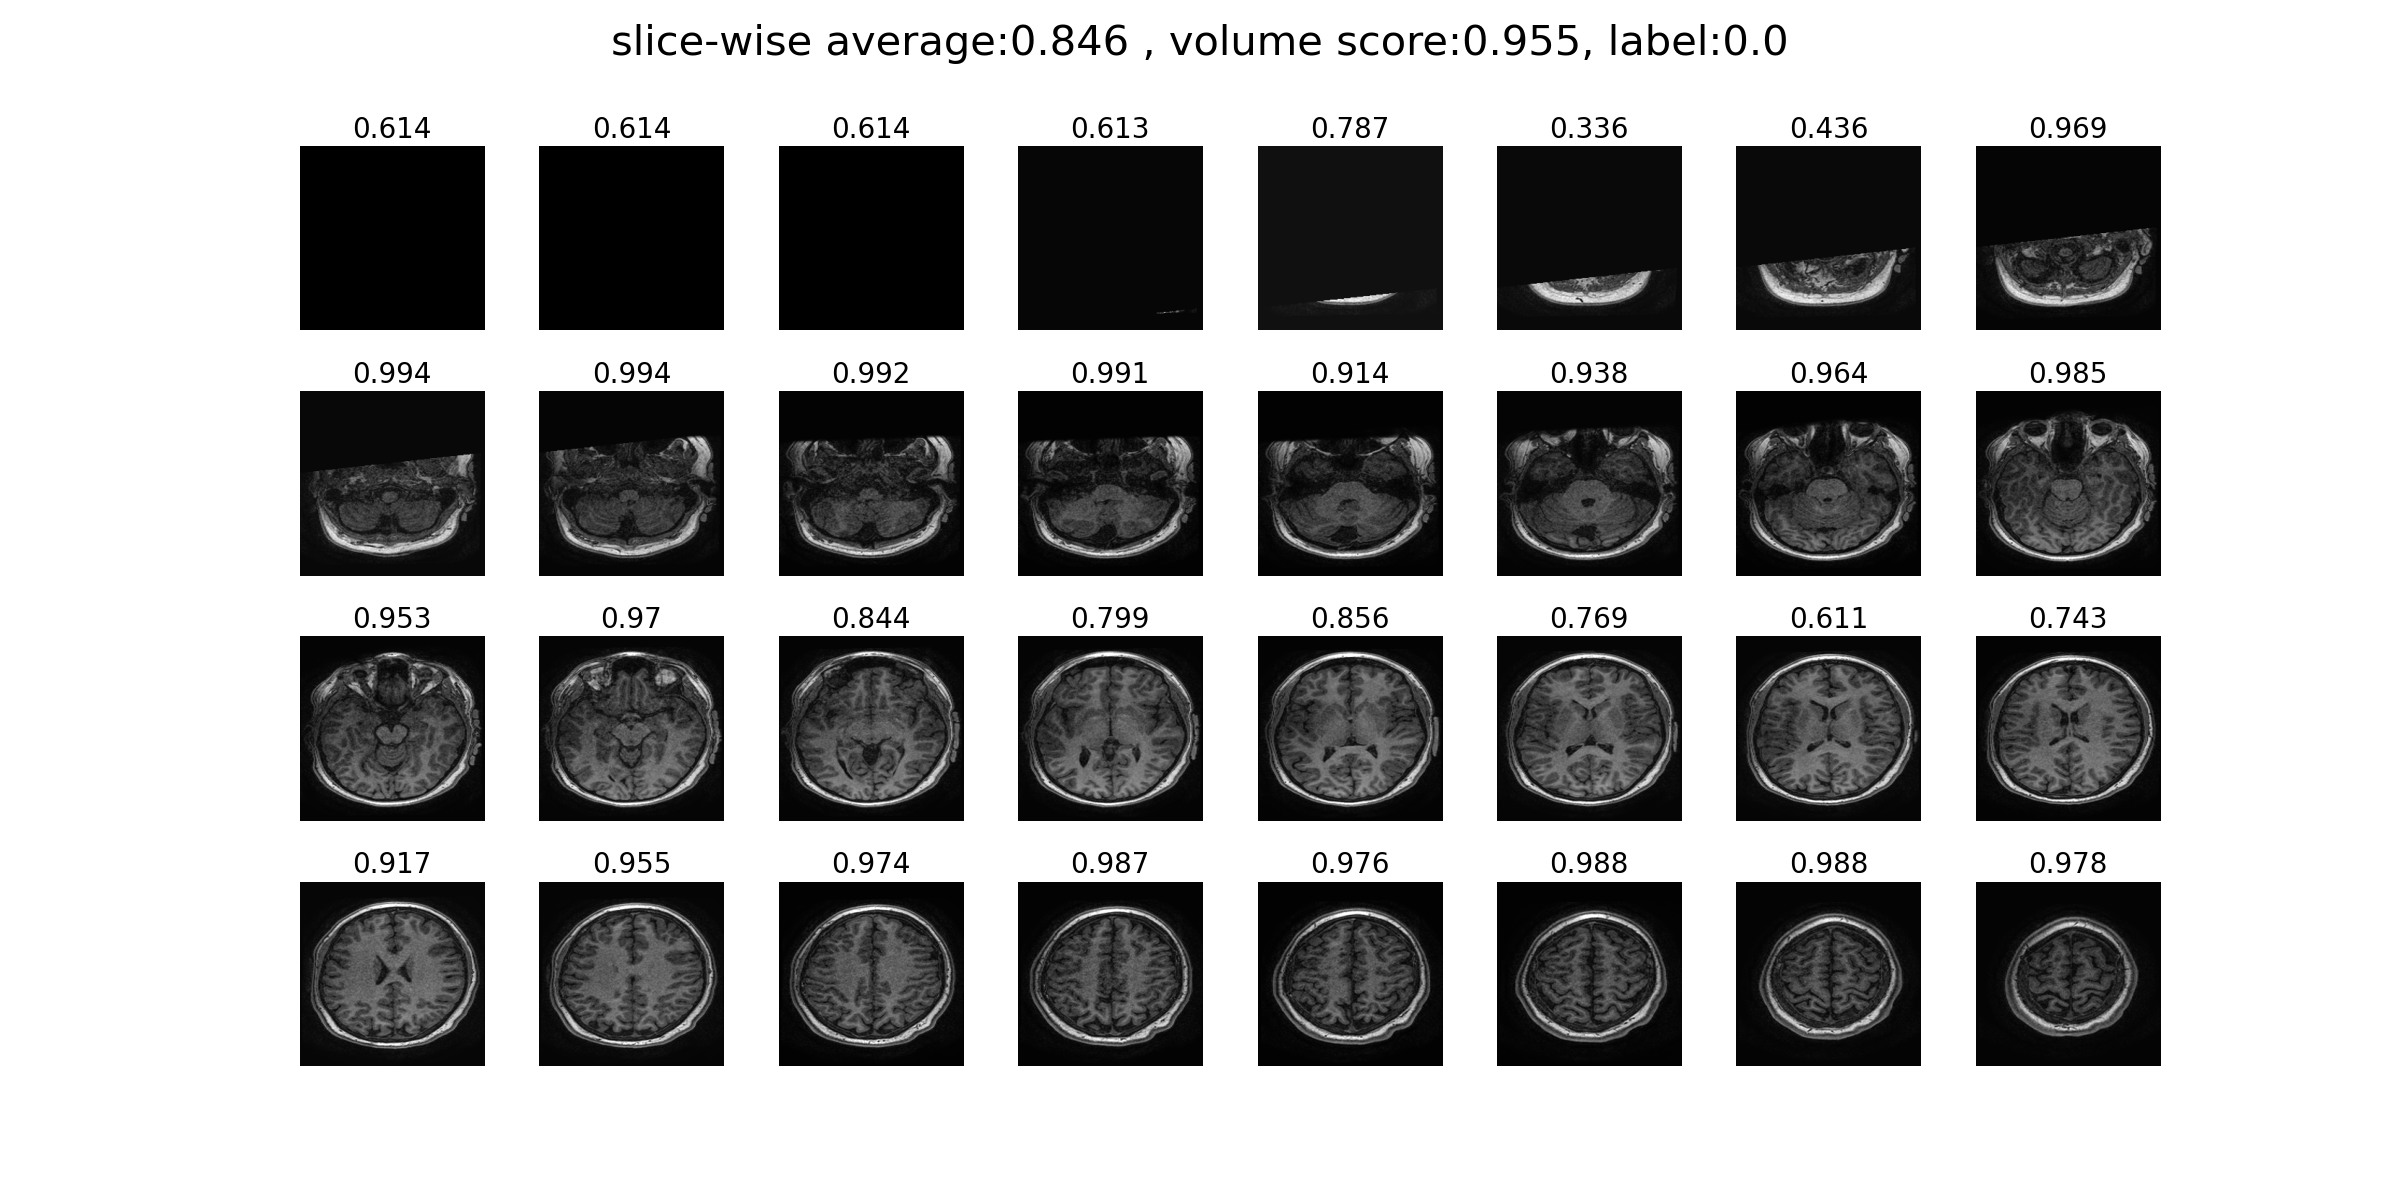 slice-wise average:0.846 , volume score:0.955, label:0.0
0.614 0.614 0.614 0.613 0.787 0.336 0.436 0.969
0.994 0.994 0.992 0.991 0.914 0.938 0.964 0.985
0.953 0.97 0.844 0.799 0.856 0.769 0.611 0.743
0.917 0.955 0.974 0.987 0.976 0.988 0.988 0.978